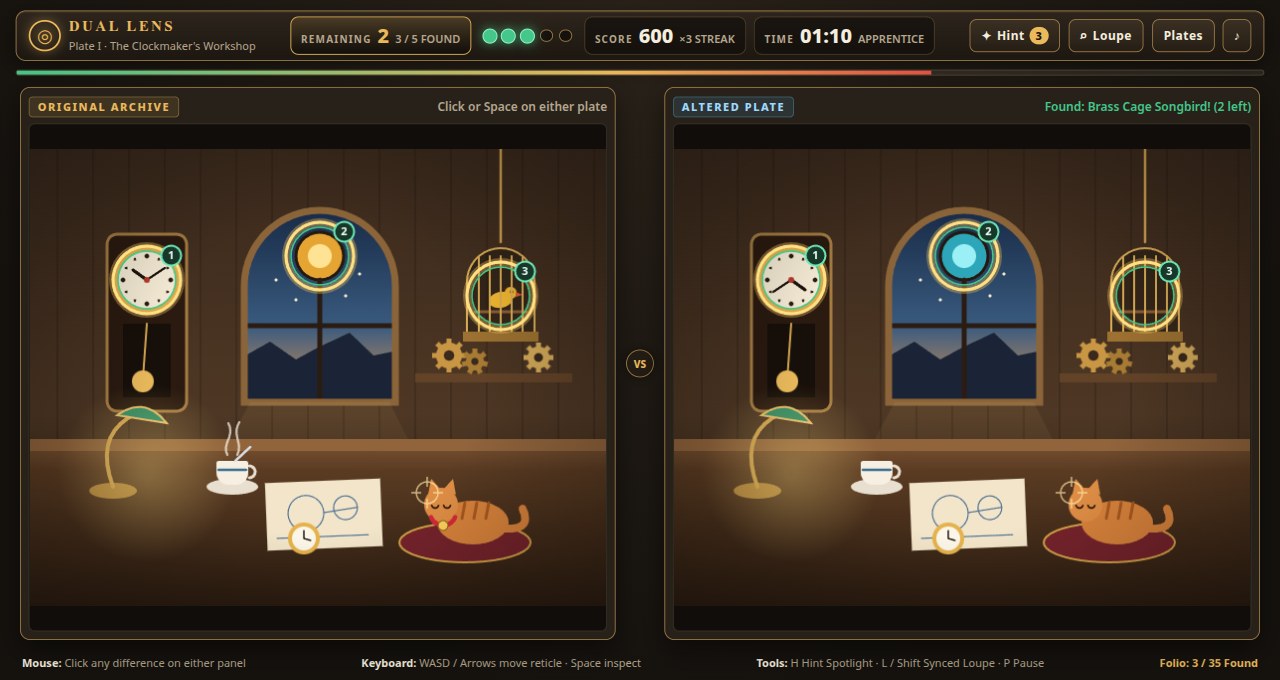 ◎ DUAL LENS
Plate I · The Clockmaker's Workshop
REMAINING 2 3 / 5 FOUND
SCORE 600 ×3 STREAK
TIME 01:10 APPRENTICE
✦ Hint 3
⌕ Loupe
Plates
♪
ORIGINAL ARCHIVE
Click or Space on either plate
ALTERED PLATE
Found: Brass Cage Songbird! (2 left)
1
2
3
VS
1
2
3
Mouse: Click any difference on either panel
Keyboard: WASD / Arrows move reticle · Space inspect
Tools: H Hint Spotlight · L / Shift Synced Loupe · P Pause
Folio: 3 / 35 Found